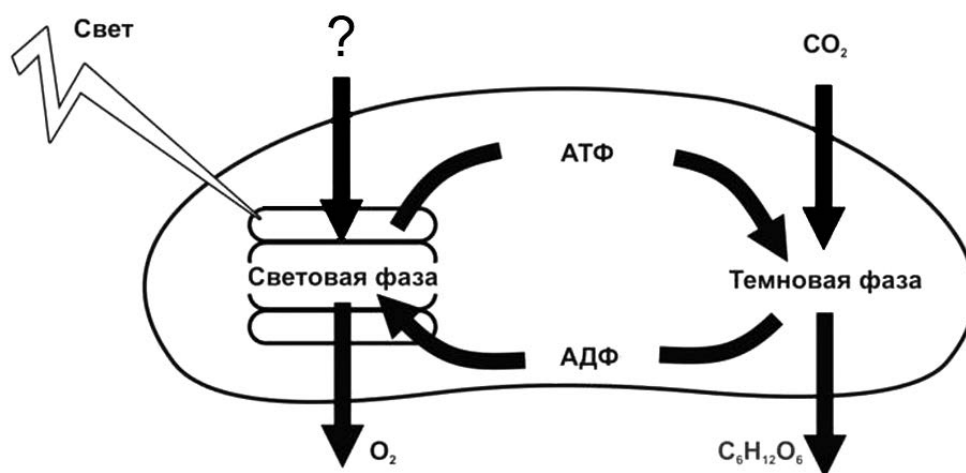 Свет
?
CO₂
АТФ
Световая фаза
Темновая фаза
АДФ
O₂
C₆H₁₂O₆